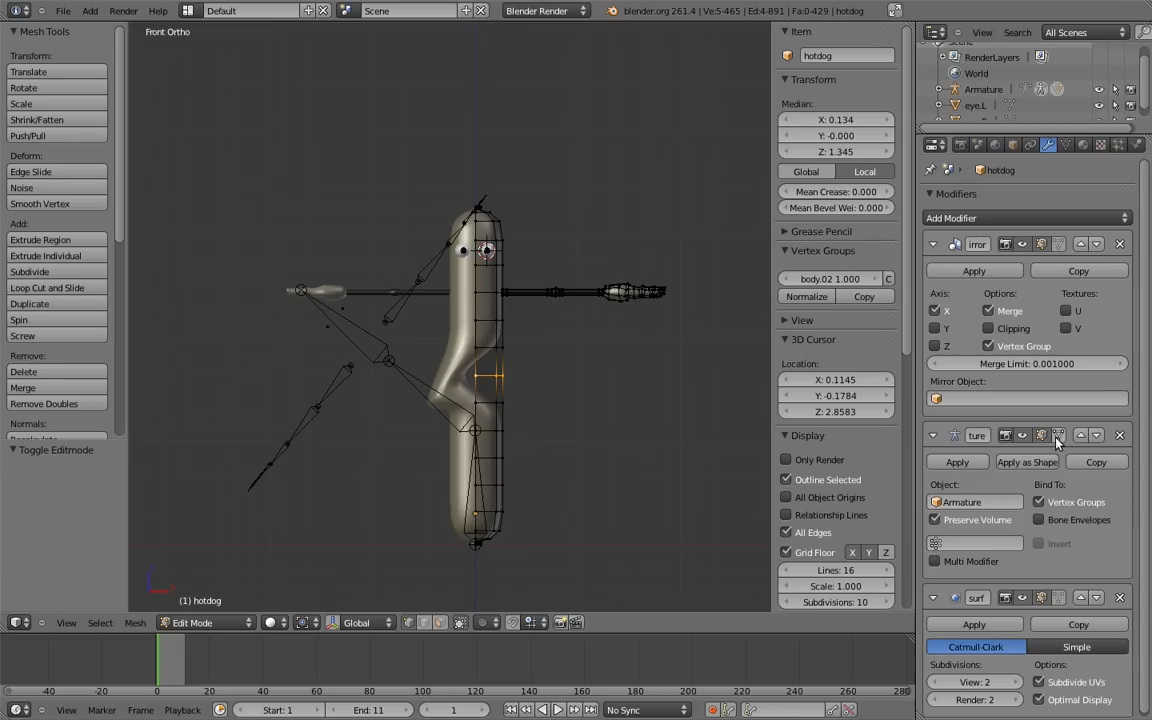 File Add Render Help Default Scene Blender Render blender.org 261.4 | Ve:5-465 | Ed:4-891 | Fa:0-429 | hotdog
Mesh Tools
Transform:
Translate
Rotate
Scale
Shrink/Fatten
Push/Pull
Deform:
Edge Slide
Noise
Smooth Vertex
Add:
Extrude Region
Extrude Individual
Subdivide
Loop Cut and Slide
Duplicate
Spin
Screw
Remove:
Delete
Merge
Remove Doubles
Normals:
Toggle Editmode
Front Ortho
(1) hotdog
Item
hotdog
Transform
Median:
X: 0.134
Y: -0.000
Z: 1.345
Global Local
Mean Crease: 0.000
Mean Bevel Wei: 0.000
Grease Pencil
Vertex Groups
body.02 1.000 C
Normalize Copy
View
3D Cursor
Location:
X: 0.1145
Y: -0.1784
Z: 2.8583
Display
Only Render
Outline Selected
All Object Origins
Relationship Lines
All Edges
Grid Floor X Y Z
Lines: 16
Scale: 1.000
Subdivisions: 10
View Search All Scenes
RenderLayers
World
Armature
eye.L
hotdog
Modifiers
Add Modifier
irror
Apply Copy
Axis: Options: Textures:
X Merge U
Y Clipping V
Z Vertex Group
Merge Limit: 0.001000
Mirror Object:
ture
Apply Apply as Shape Copy
Object: Bind To:
Armature Vertex Groups
Preserve Volume Bone Envelopes
Invert
Multi Modifier
surf
Apply Copy
Catmull-Clark Simple
Subdivisions: Options:
View: 2 Subdivide UVs
Render: 2 Optimal Display
View Select Mesh Edit Mode Global
-40 -20 0 20 40 60 80 100 120 140 160 180 200 220 240 260 280
View Marker Frame Playback Start: 1 End: 11 1 No Sync